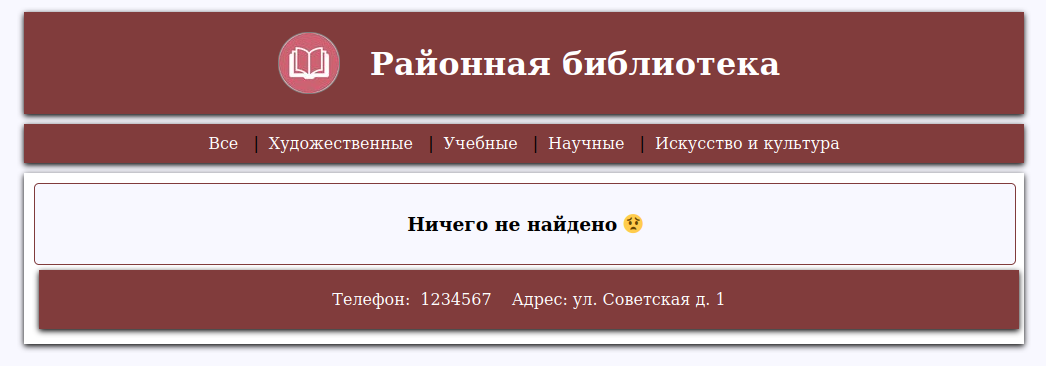 Районная библиотека
Все | Художественные | Учебные | Научные | Искусство и культура
Ничего не найдено 😟
Телефон: 1234567 Адрес: ул. Советская д. 1